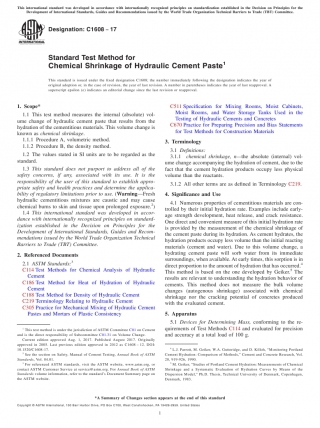 This international standard was developed in accordance with internationally recognized principles on standardization established in the Decision on Principles for the
Development of International Standards, Guides and Recommendations issued by the World Trade Organization Technical Barriers to Trade (TBT) Committee.
Designation: C1608 − 17
Standard Test Method for
Chemical Shrinkage of Hydraulic Cement Paste¹
This standard is issued under the fixed designation C1608; the number immediately following the designation indicates the year of
original adoption or, in the case of revision, the year of last revision. A number in parentheses indicates the year of last reapproval. A
superscript epsilon (ε) indicates an editorial change since the last revision or reapproval.
1. Scope*
1.1 This test method measures the internal (absolute) vol-
ume change of hydraulic cement paste that results from the
hydration of the cementitious materials. This volume change is
known as chemical shrinkage.
1.1.1 Procedure A, volumetric method.
1.1.2 Procedure B, the density method.
1.2 The values stated in SI units are to be regarded as the
standard.
1.3 This standard does not purport to address all of the
safety concerns, if any, associated with its use. It is the
responsibility of the user of this standard to establish appro-
priate safety and health practices and determine the applica-
bility of regulatory limitations prior to use. (Warning—Fresh
hydraulic cementitious mixtures are caustic and may cause
chemical burns to skin and tissue upon prolonged exposure.²)
1.4 This international standard was developed in accor-
dance with internationally recognized principles on standard-
ization established in the Decision on Principles for the
Development of International Standards, Guides and Recom-
mendations issued by the World Trade Organization Technical
Barriers to Trade (TBT) Committee.
2. Referenced Documents
2.1 ASTM Standards:³
C114 Test Methods for Chemical Analysis of Hydraulic
Cement
C186 Test Method for Heat of Hydration of Hydraulic
Cement
C188 Test Method for Density of Hydraulic Cement
C219 Terminology Relating to Hydraulic Cement
C305 Practice for Mechanical Mixing of Hydraulic Cement
Pastes and Mortars of Plastic Consistency
¹ This test method is under the jurisdiction of ASTM Committee C01 on Cement
and is the direct responsibility of Subcommittee C01.31 on Volume Change.
Current edition approved Aug. 1, 2017. Published August 2017. Originally
approved in 2005. Last previous edition approved in 2012 as C1608 – 12. DOI:
10.1520/C1608-17.
² See the section on Safety, Manual of Cement Testing, Annual Book of ASTM
Standards, Vol. 04.01.
³ For referenced ASTM standards, visit the ASTM website, www.astm.org, or
contact ASTM Customer Service at service@astm.org. For Annual Book of ASTM
Standards volume information, refer to the standard's Document Summary page on
the ASTM website.
C511 Specification for Mixing Rooms, Moist Cabinets,
Moist Rooms, and Water Storage Tanks Used in the
Testing of Hydraulic Cements and Concretes
C670 Practice for Preparing Precision and Bias Statements
for Test Methods for Construction Materials
3. Terminology
3.1 Definitions:
3.1.1 chemical shrinkage, n—the absolute (internal) vol-
ume change accompanying the hydration of cement, due to the
fact that the cement hydration products occupy less physical
volume than the reactants.
3.1.2 All other terms are as defined in Terminology C219.
4. Significance and Use
4.1 Numerous properties of cementitious materials are con-
trolled by their initial hydration rate. Examples include early-
age strength development, heat release, and crack resistance.
One direct and convenient measure of this initial hydration rate
is provided by the measurement of the chemical shrinkage of
the cement paste during its hydration. As cement hydrates, the
hydration products occupy less volume than the initial reacting
materials (cement and water). Due to this volume change, a
hydrating cement paste will soak water from its immediate
surroundings, when available. At early times, this sorption is in
direct proportion to the amount of hydration that has occurred.⁴
This method is based on the one developed by Geiker.⁵ The
results are relevant to understanding the hydration behavior of
cements. This method does not measure the bulk volume
changes (autogenous shrinkage) associated with chemical
shrinkage nor the cracking potential of concretes produced
with the evaluated cement.
5. Apparatus
5.1 Devices for Determining Mass, conforming to the re-
quirements of Test Methods C114 and evaluated for precision
and accuracy at a total load of 100 g.
⁴ L.J. Parrott, M. Geiker, W.A. Gutteridge, and D. Killoh, "Monitoring Portland
Cement Hydration: Comparison of Methods," Cement and Concrete Research, Vol.
20, 919-926, 1990.
⁵ M. Geiker, "Studies of Portland Cement Hydration: Measurements of Chemical
Shrinkage and a Systematic Evaluation of Hydration Curves by Means of the
Dispersion Model," Ph.D. Thesis, Technical University of Denmark, Copenhagen,
Denmark, 1983.
*A Summary of Changes section appears at the end of this standard
Copyright © ASTM International, 100 Barr Harbor Drive, PO Box C700, West Conshohocken, PA 19428-2959. United States
1